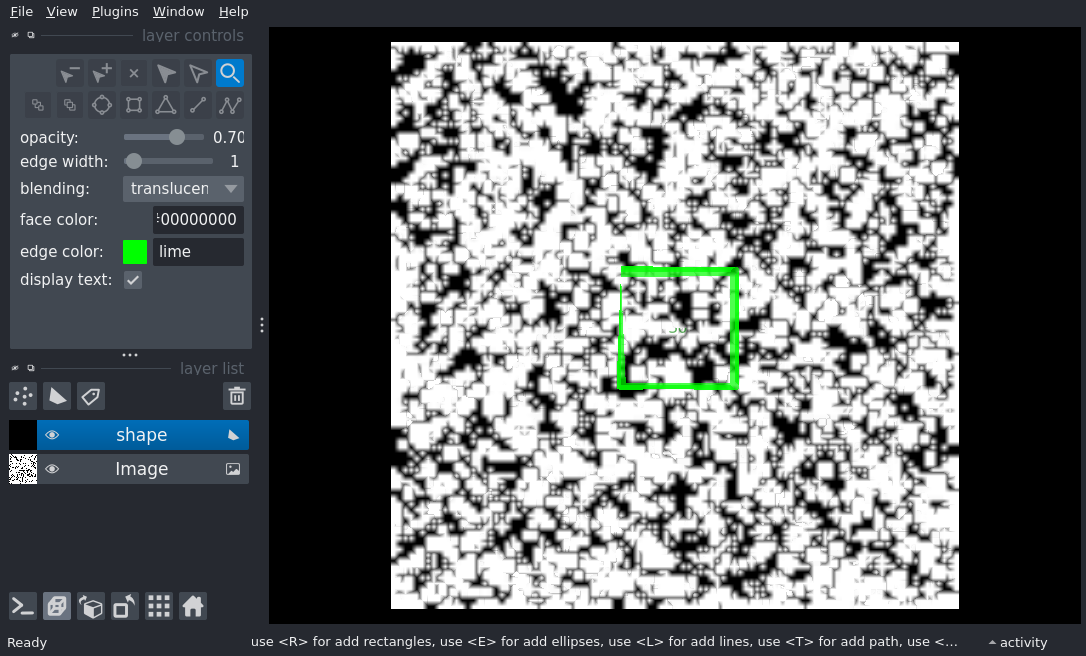 File View Plugins Window Help
layer controls
opacity: 0.70
edge width: 1
blending: translucen
face color: 00000000
edge color: lime
display text:
layer list
shape
Image
Ready use <R> for add rectangles, use <E> for add ellipses, use <L> for add lines, use <T> for add path, use <... activity